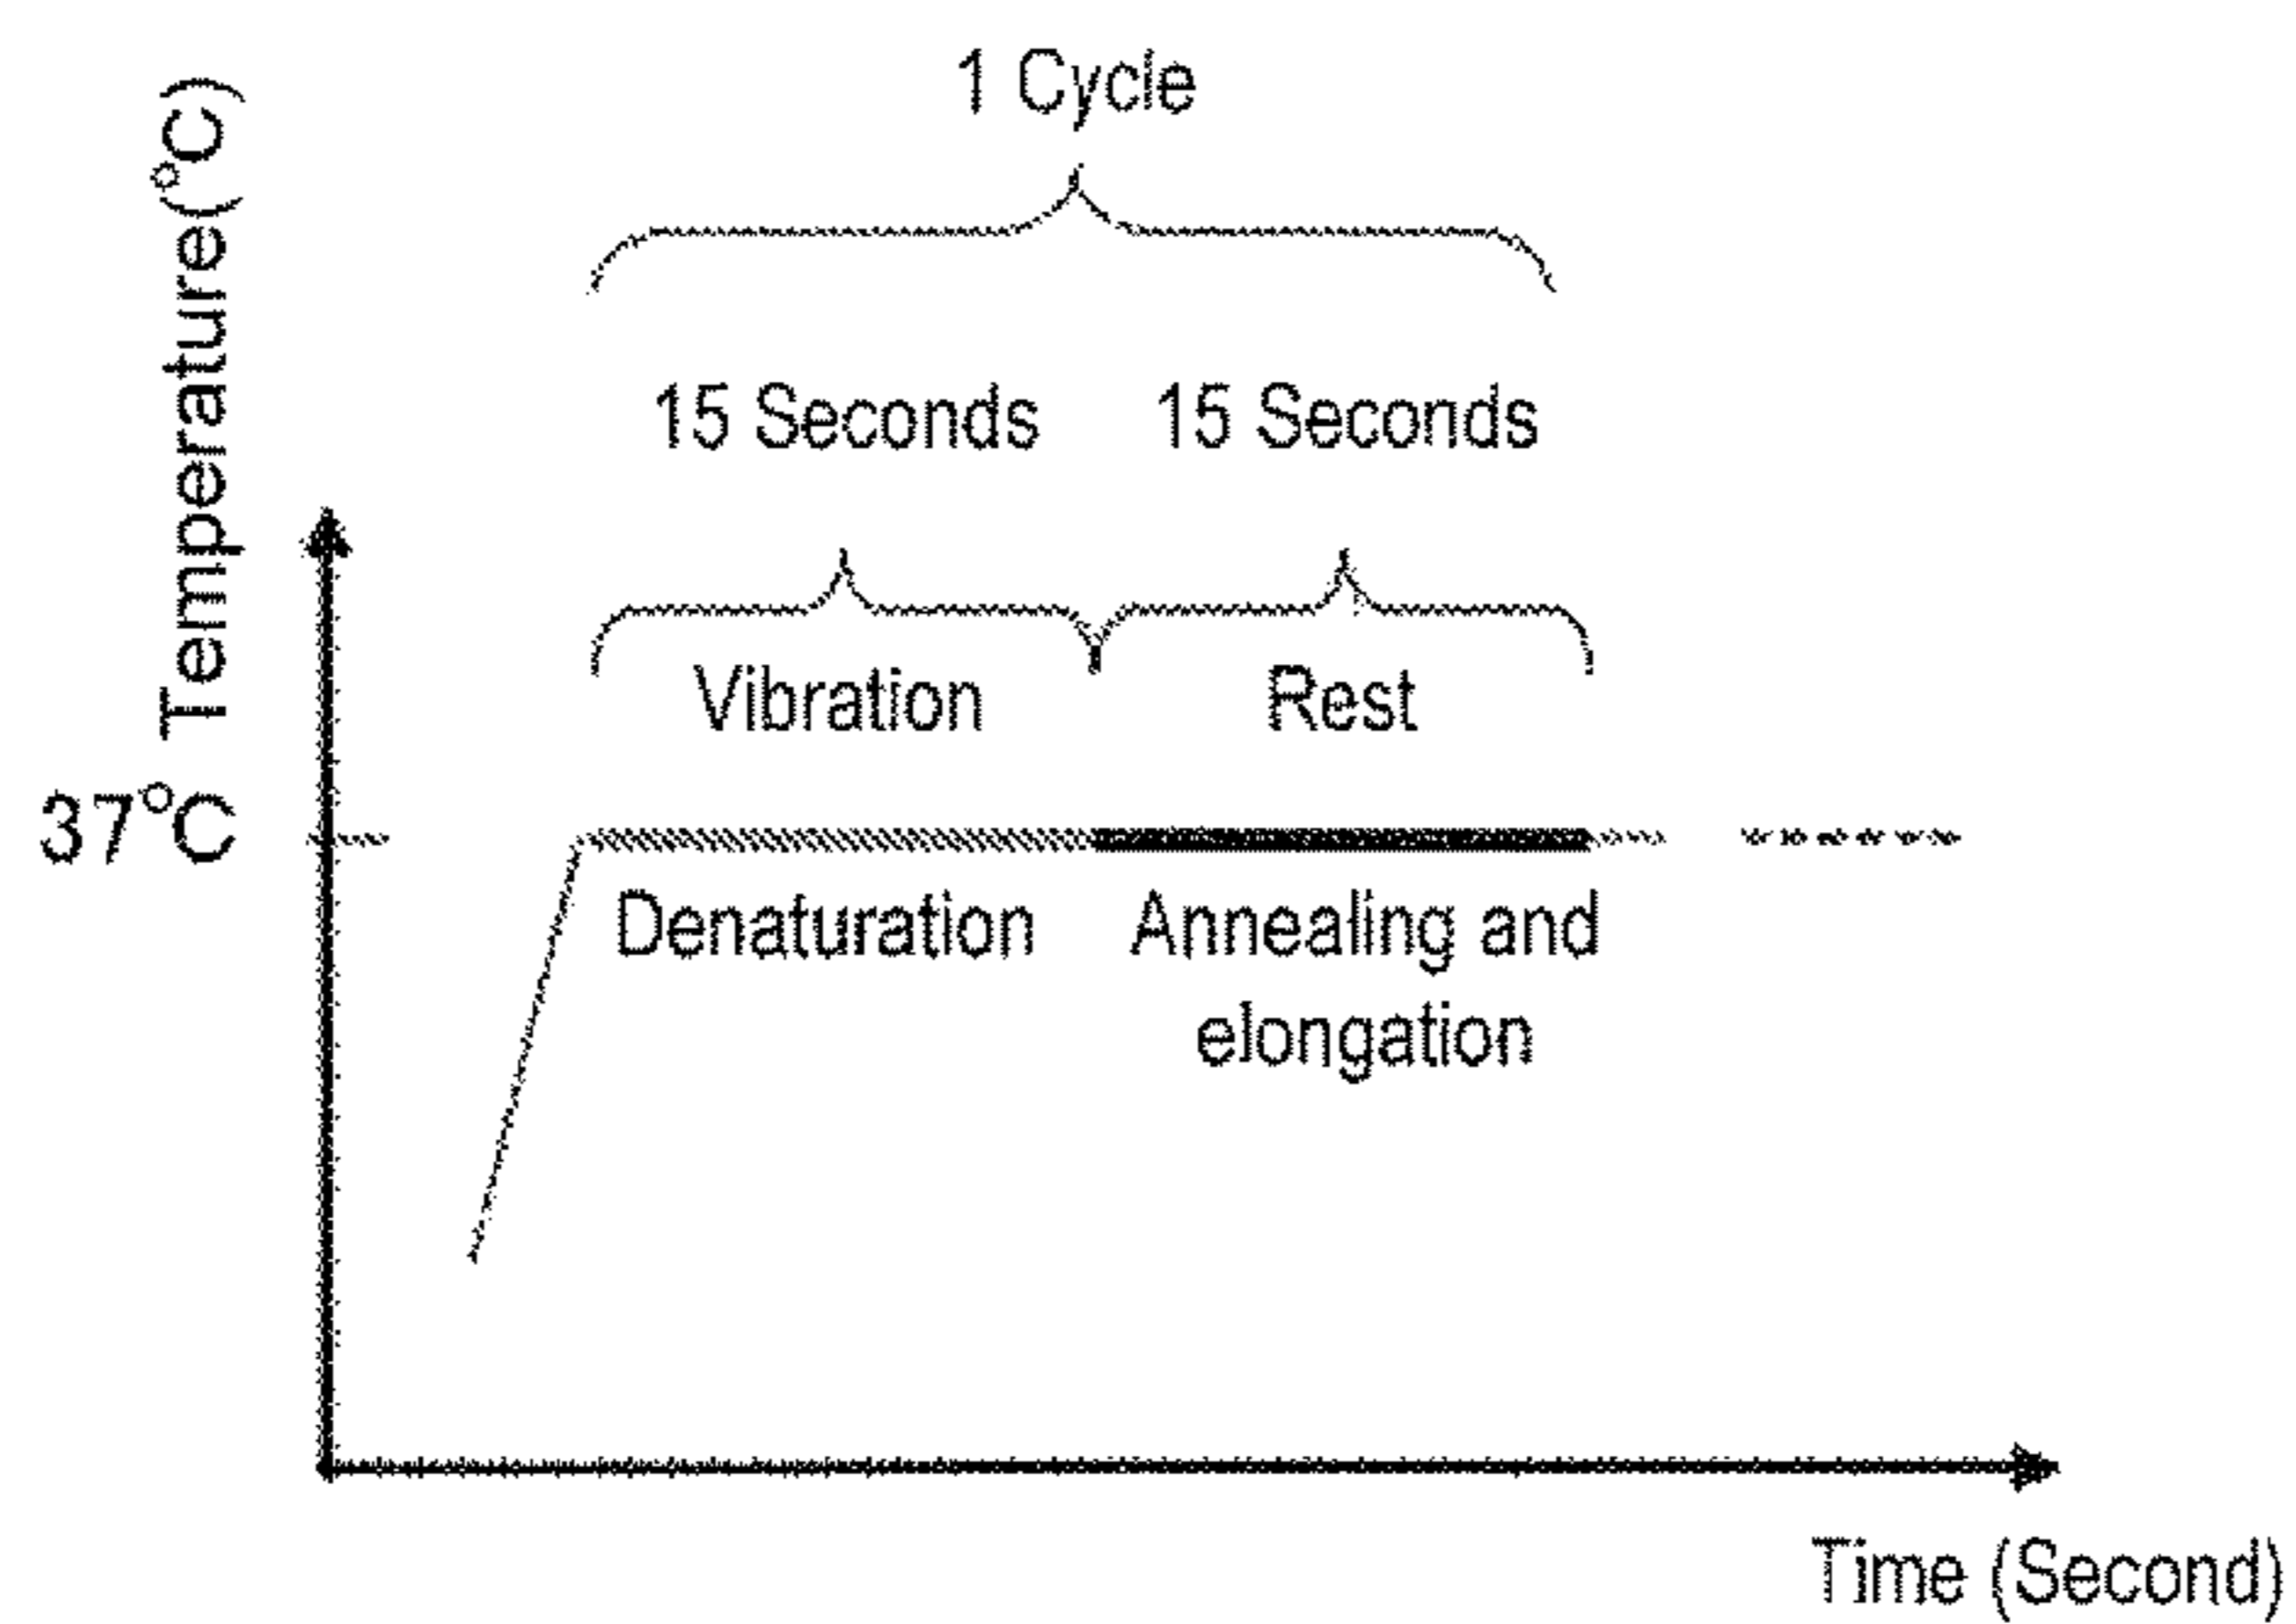 1 Cycle
Temperature(°C)
15 Seconds 15 Seconds
Vibration Rest
37°C
Denaturation Annealing and
elongation
Time (Second)